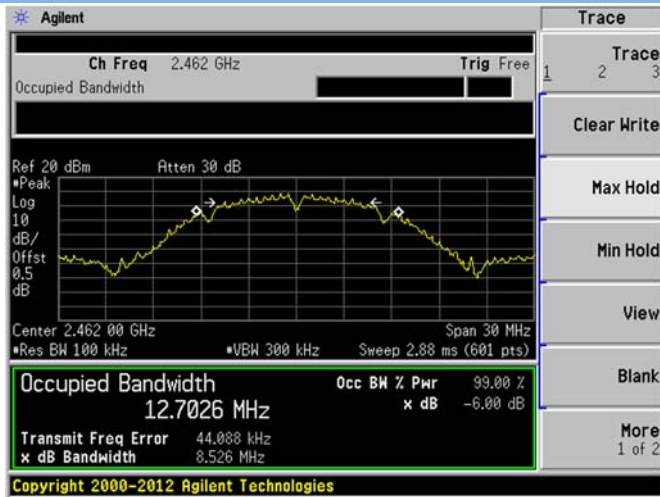 Agilent
Trace
Ch Freq 2.462 GHz Trig Free
Occupied Bandwidth
Trace
1 2 3
Clear Write
Max Hold
Min Hold
View
Blank
More
1 of 2
Ref 20 dBm Atten 30 dB
#Peak
Log
10
dB/
Offst
0.5
dB
Center 2.462 00 GHz Span 30 MHz
#Res BW 100 kHz #VBW 300 kHz Sweep 2.88 ms (601 pts)
Occupied Bandwidth Occ BW % Pwr 99.00 %
12.7026 MHz x dB -6.00 dB
Transmit Freq Error 44.088 kHz
x dB Bandwidth 8.526 MHz
Copyright 2000-2012 Agilent Technologies